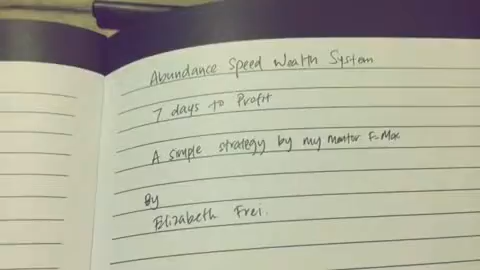 Abundance Speed Wealth System
7 days to Profit
A simple strategy by my mentor F-Max
By
Elizabeth Frei.